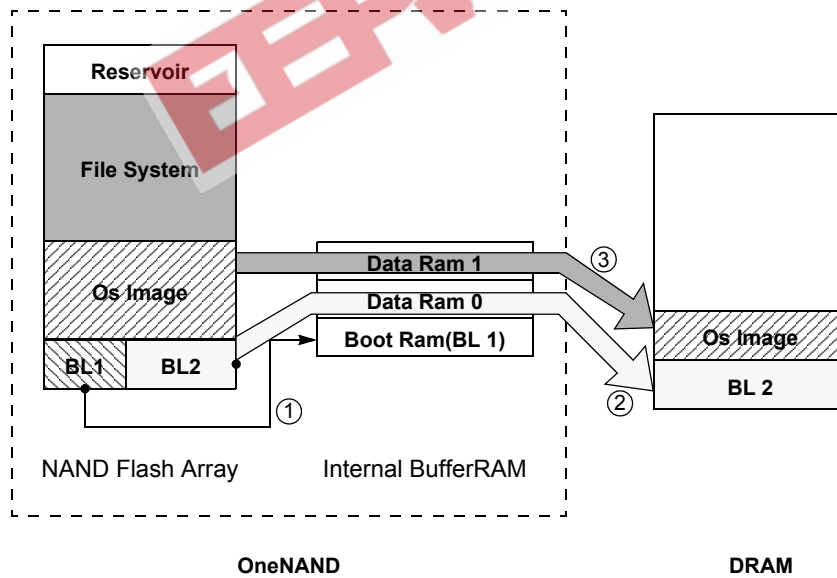 Reservoir
File System
Os Image
BL1
BL2
Data Ram 1
Data Ram 0
Boot Ram(BL 1)
①
②
③
Os Image
BL 2
NAND Flash Array
Internal BufferRAM
OneNAND
DRAM